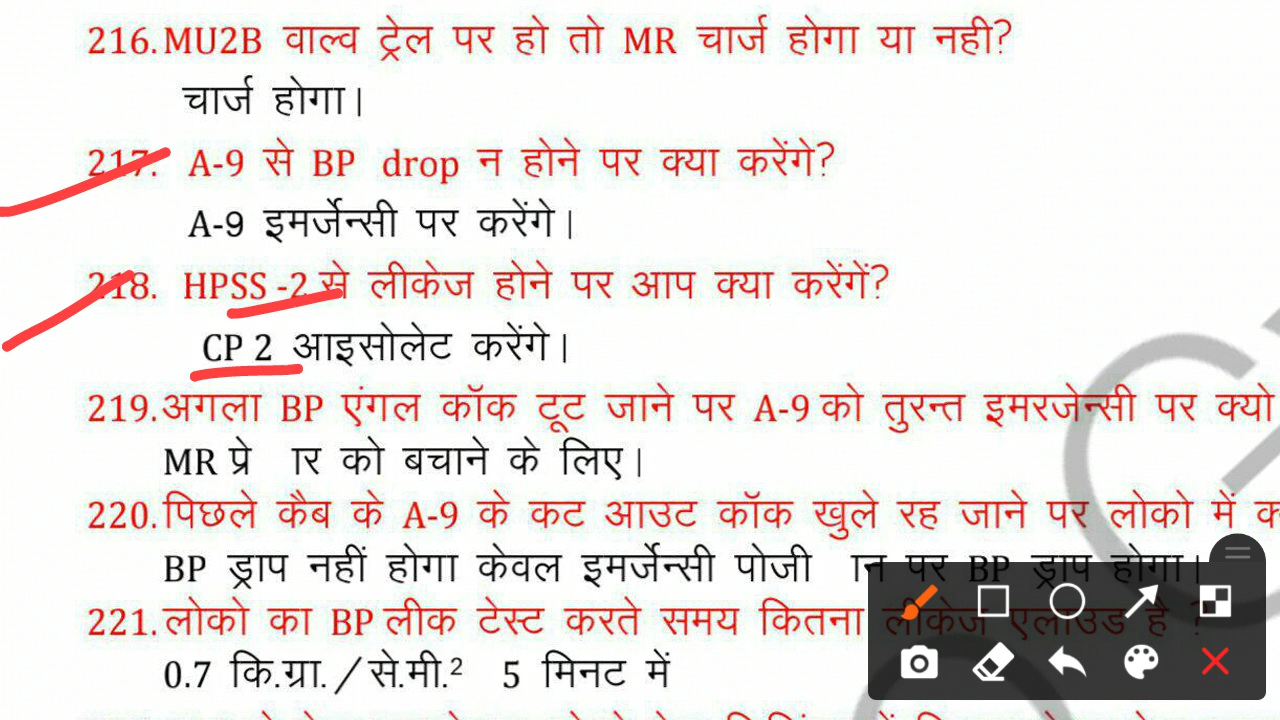 216. MU2B वाल्व ट्रेल पर हो तो MR चार्ज होगा या नही?
चार्ज होगा।
217. A-9 से BP drop न होने पर क्या करेंगे?
A-9 इमर्जेन्सी पर करेंगे।
218. HPSS -2 से लीकेज होने पर आप क्या करेंगें?
CP 2 आइसोलेट करेंगे।
219. अगला BP एंगल कॉक टूट जाने पर A-9 को तुरन्त इमरजेन्सी पर क्यो
MR प्रे ार को बचाने के लिए।
220. पिछले कैब के A-9 के कट आउट कॉक खुले रह जाने पर लोको में
BP ड्राप नहीं होगा केवल इमर्जेन्सी पोजी ान पर BP ड्राप होगा।
221. लोको का BP लीक टेस्ट करते समय कितना लीकेज एलाउड है ?
0.7 कि.ग्रा./से.मी.² 5 मिनट में